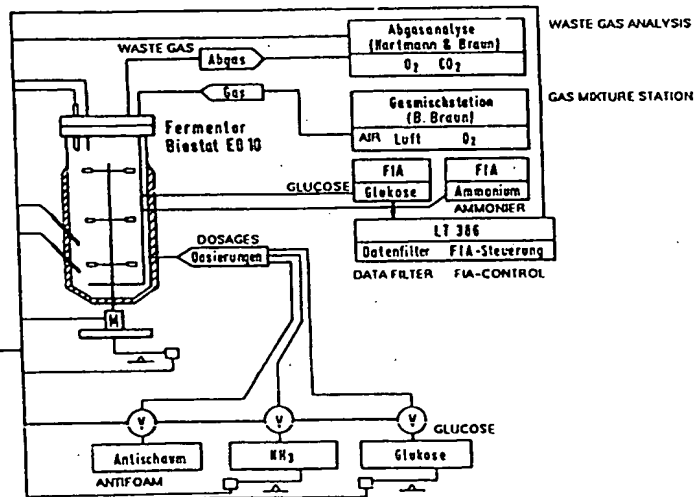 WASTE GAS
Abgas
Abgasanalyse
(Hartmann & Braun)
O₂ CO₂
WASTE GAS ANALYSIS
Gas
Gasmischstation
(B. Braun)
AIR Luft O₂
GAS MIXTURE STATION
Fermentor
Biostat ED 10
GLUCOSE
FIA
Glukose
FIA
Ammonium
AMMONIER
LT 386
Datenfilter FIA-Steuerung
DATA FILTER FIA-CONTROL
DOSAGES
Dosierungen
M
V
V
V
GLUCOSE
Antischaum
NH₃
Glukose
ANTIFOAM